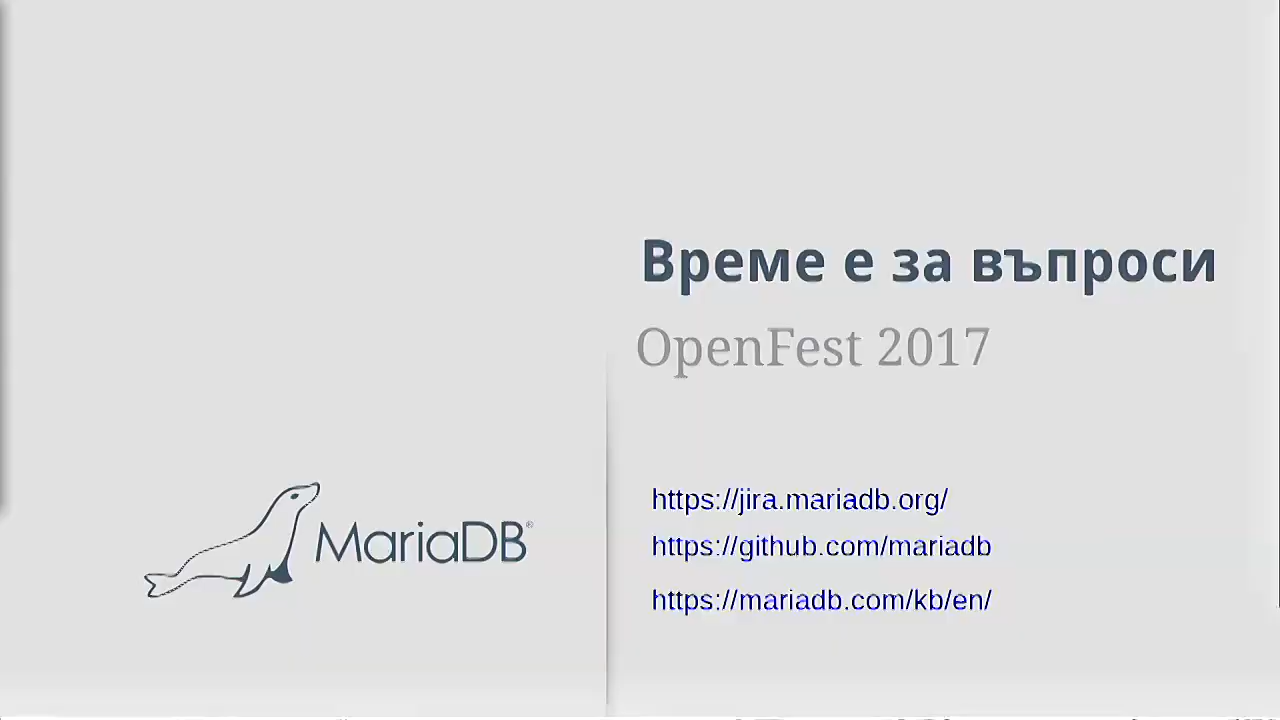 Време е за въпроси
OpenFest 2017
MariaDB®
https://jira.mariadb.org/
https://github.com/mariadb
https://mariadb.com/kb/en/